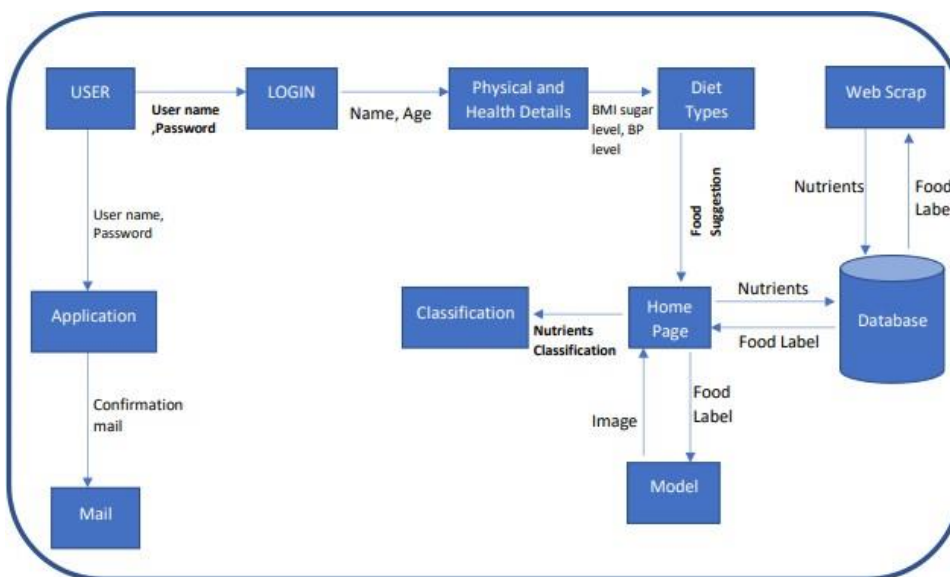 USER
User name
,Password
LOGIN
Name, Age
Physical and
Health Details
BMI sugar
level, BP
level
Diet
Types
Web Scrap
Nutrients
Food
Label
User name,
Password
Food
Suggestion
Application
Classification
Nutrients
Classification
Home
Page
Nutrients
Food Label
Database
Confirmation
mail
Image
Food
Label
Mail
Model